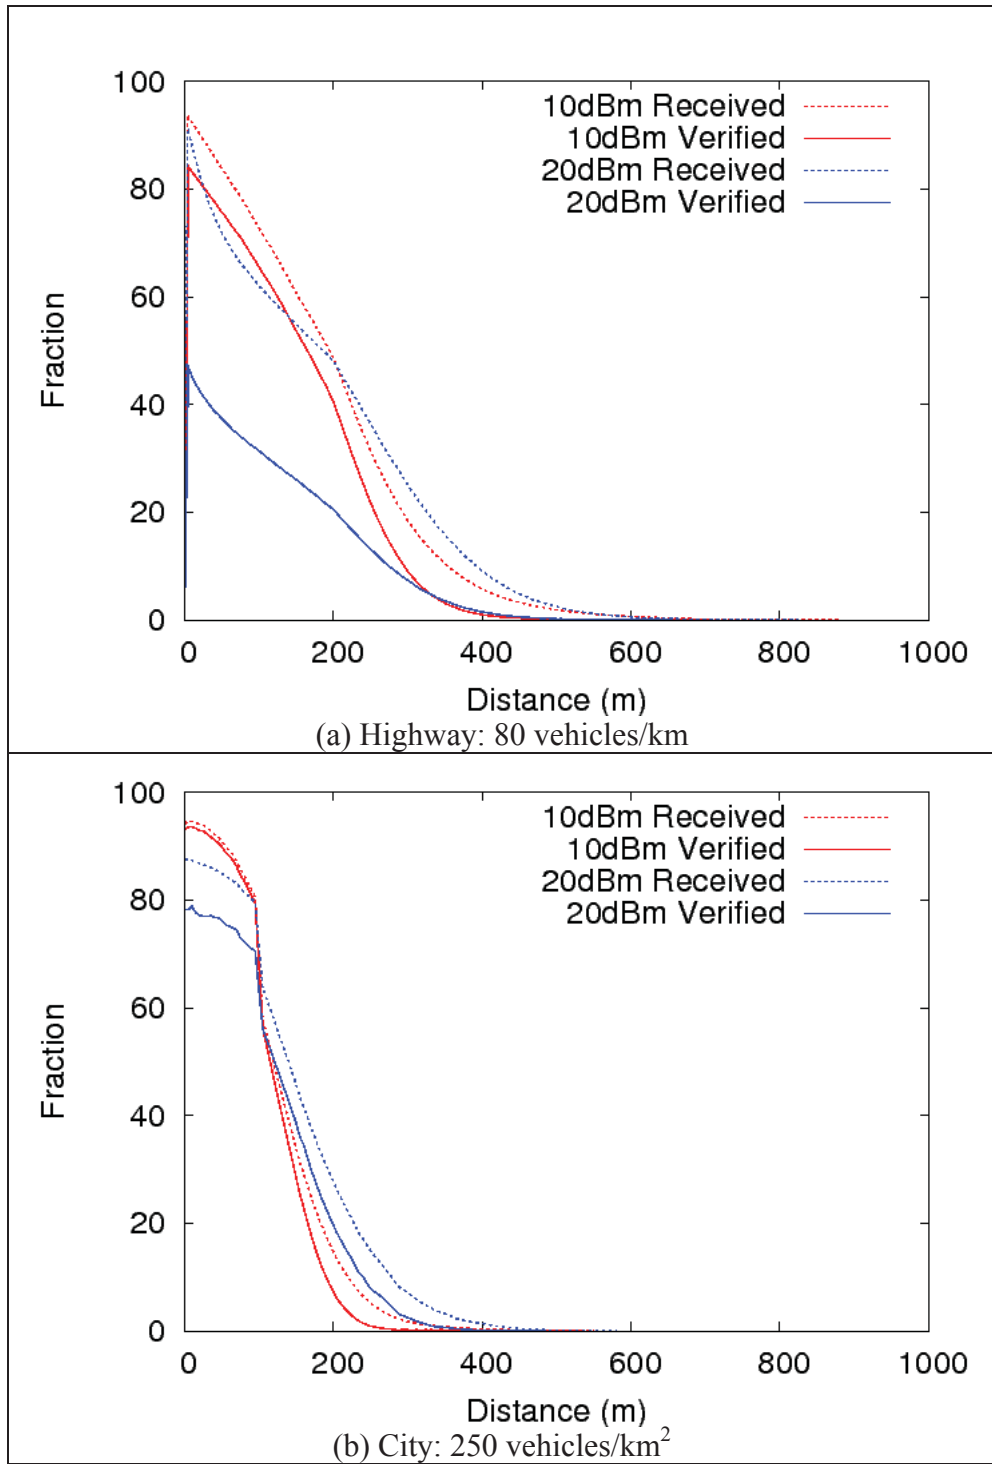 100
80
60
40
20
0
Fraction
10dBm Received
10dBm Verified
20dBm Received
20dBm Verified
0 200 400 600 800 1000
Distance (m)
(a) Highway: 80 vehicles/km
100
80
60
40
20
0
Fraction
10dBm Received
10dBm Verified
20dBm Received
20dBm Verified
0 200 400 600 800 1000
Distance (m)
(b) City: 250 vehicles/km²